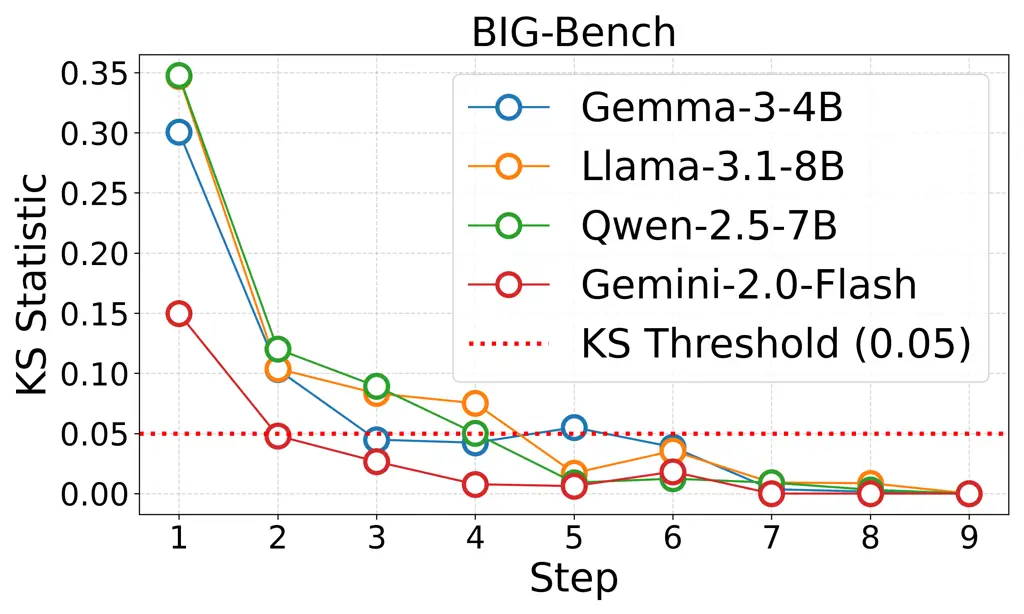 BIG-Bench
KS Statistic
0.35
0.30
0.25
0.20
0.15
0.10
0.05
0.00
Gemma-3-4B
Llama-3.1-8B
Qwen-2.5-7B
Gemini-2.0-Flash
KS Threshold (0.05)
1 2 3 4 5 6 7 8 9
Step